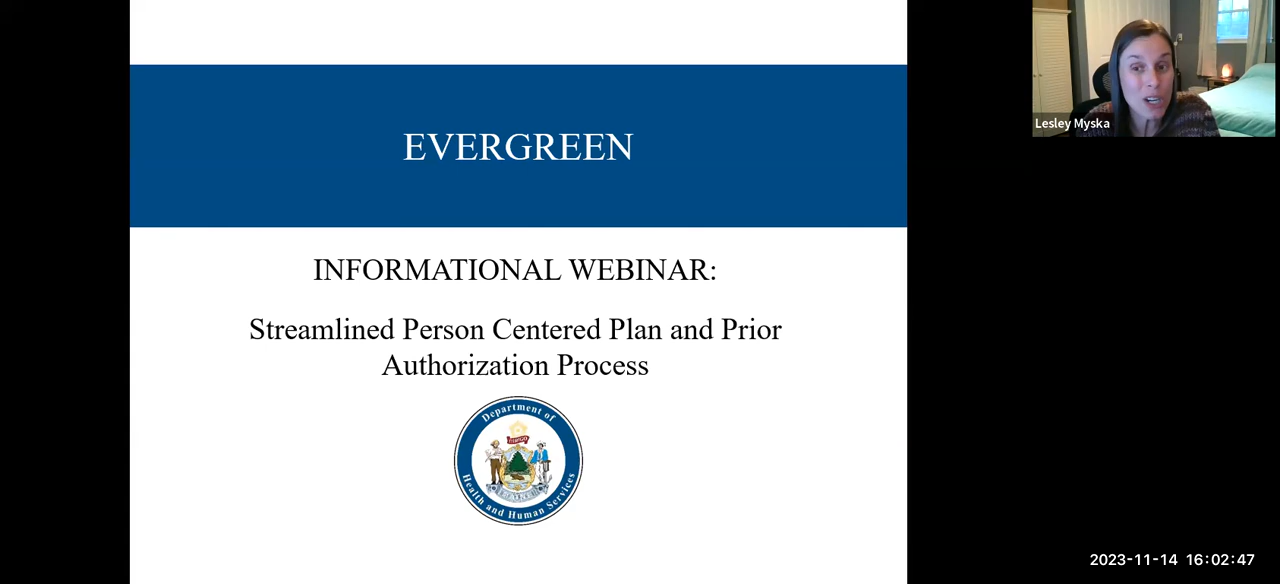 EVERGREEN
INFORMATIONAL WEBINAR:
Streamlined Person Centered Plan and Prior
Authorization Process
Department of
Health and Human Services
Lesley Myska
2023-11-14 16:02:47